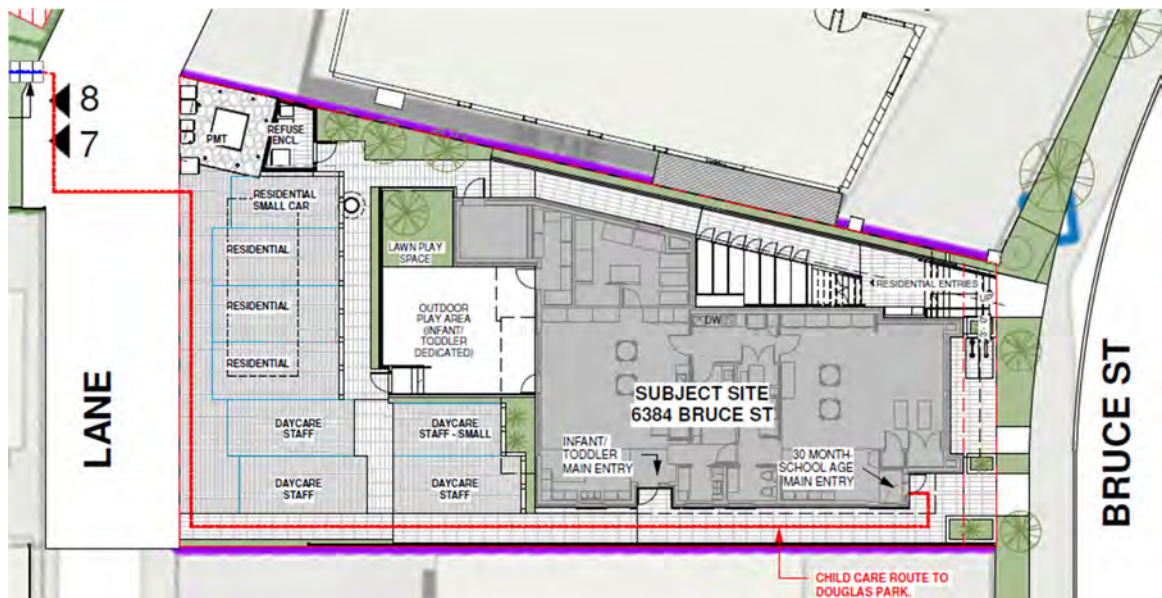 8
7
PMT
REFUSE
ENCL.
RESIDENTIAL
SMALL CAR
RESIDENTIAL
RESIDENTIAL
RESIDENTIAL
LAWN PLAY
SPACE
OUTDOOR
PLAY AREA
(INFANT/
TODDLER
DEDICATED)
RESIDENTIAL ENTRIES
UP
DW
SUBJECT SITE
6384 BRUCE ST
LANE
DAYCARE
STAFF
DAYCARE
STAFF - SMALL
DAYCARE
STAFF
DAYCARE
STAFF
INFANT/
TODDLER
MAIN ENTRY
30 MONTH-
SCHOOL AGE
MAIN ENTRY
BRUCE ST
CHILD CARE ROUTE TO
DOUGLAS PARK.